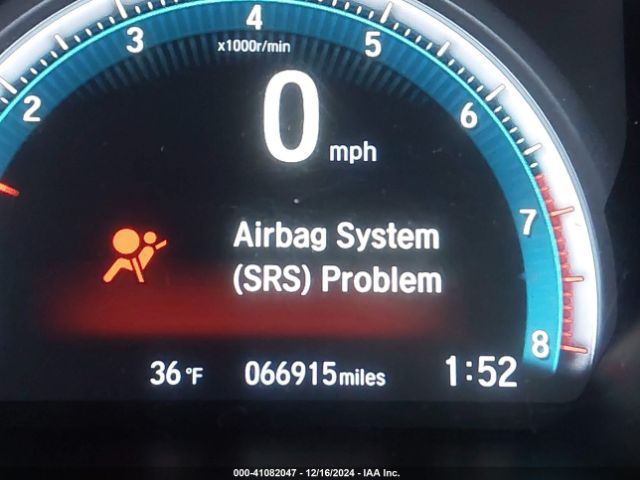 4
3
5
x1000r/min
2
6
0 mph
7
Airbag System
(SRS) Problem
8
36 °F
066915 miles
1:52
000-41082047 - 12/16/2024 - IAA Inc.